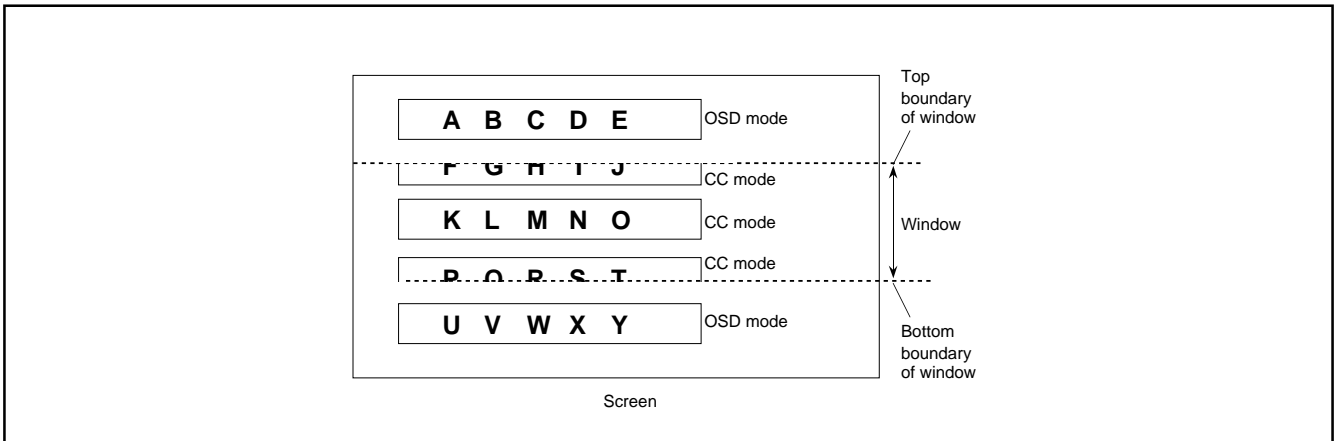 Top
boundary
of window
A B C D E
OSD mode
F G H I J
CC mode
K L M N O
CC mode
Window
P Q R S T
CC mode
U V W X Y
OSD mode
Bottom
boundary
of window
Screen